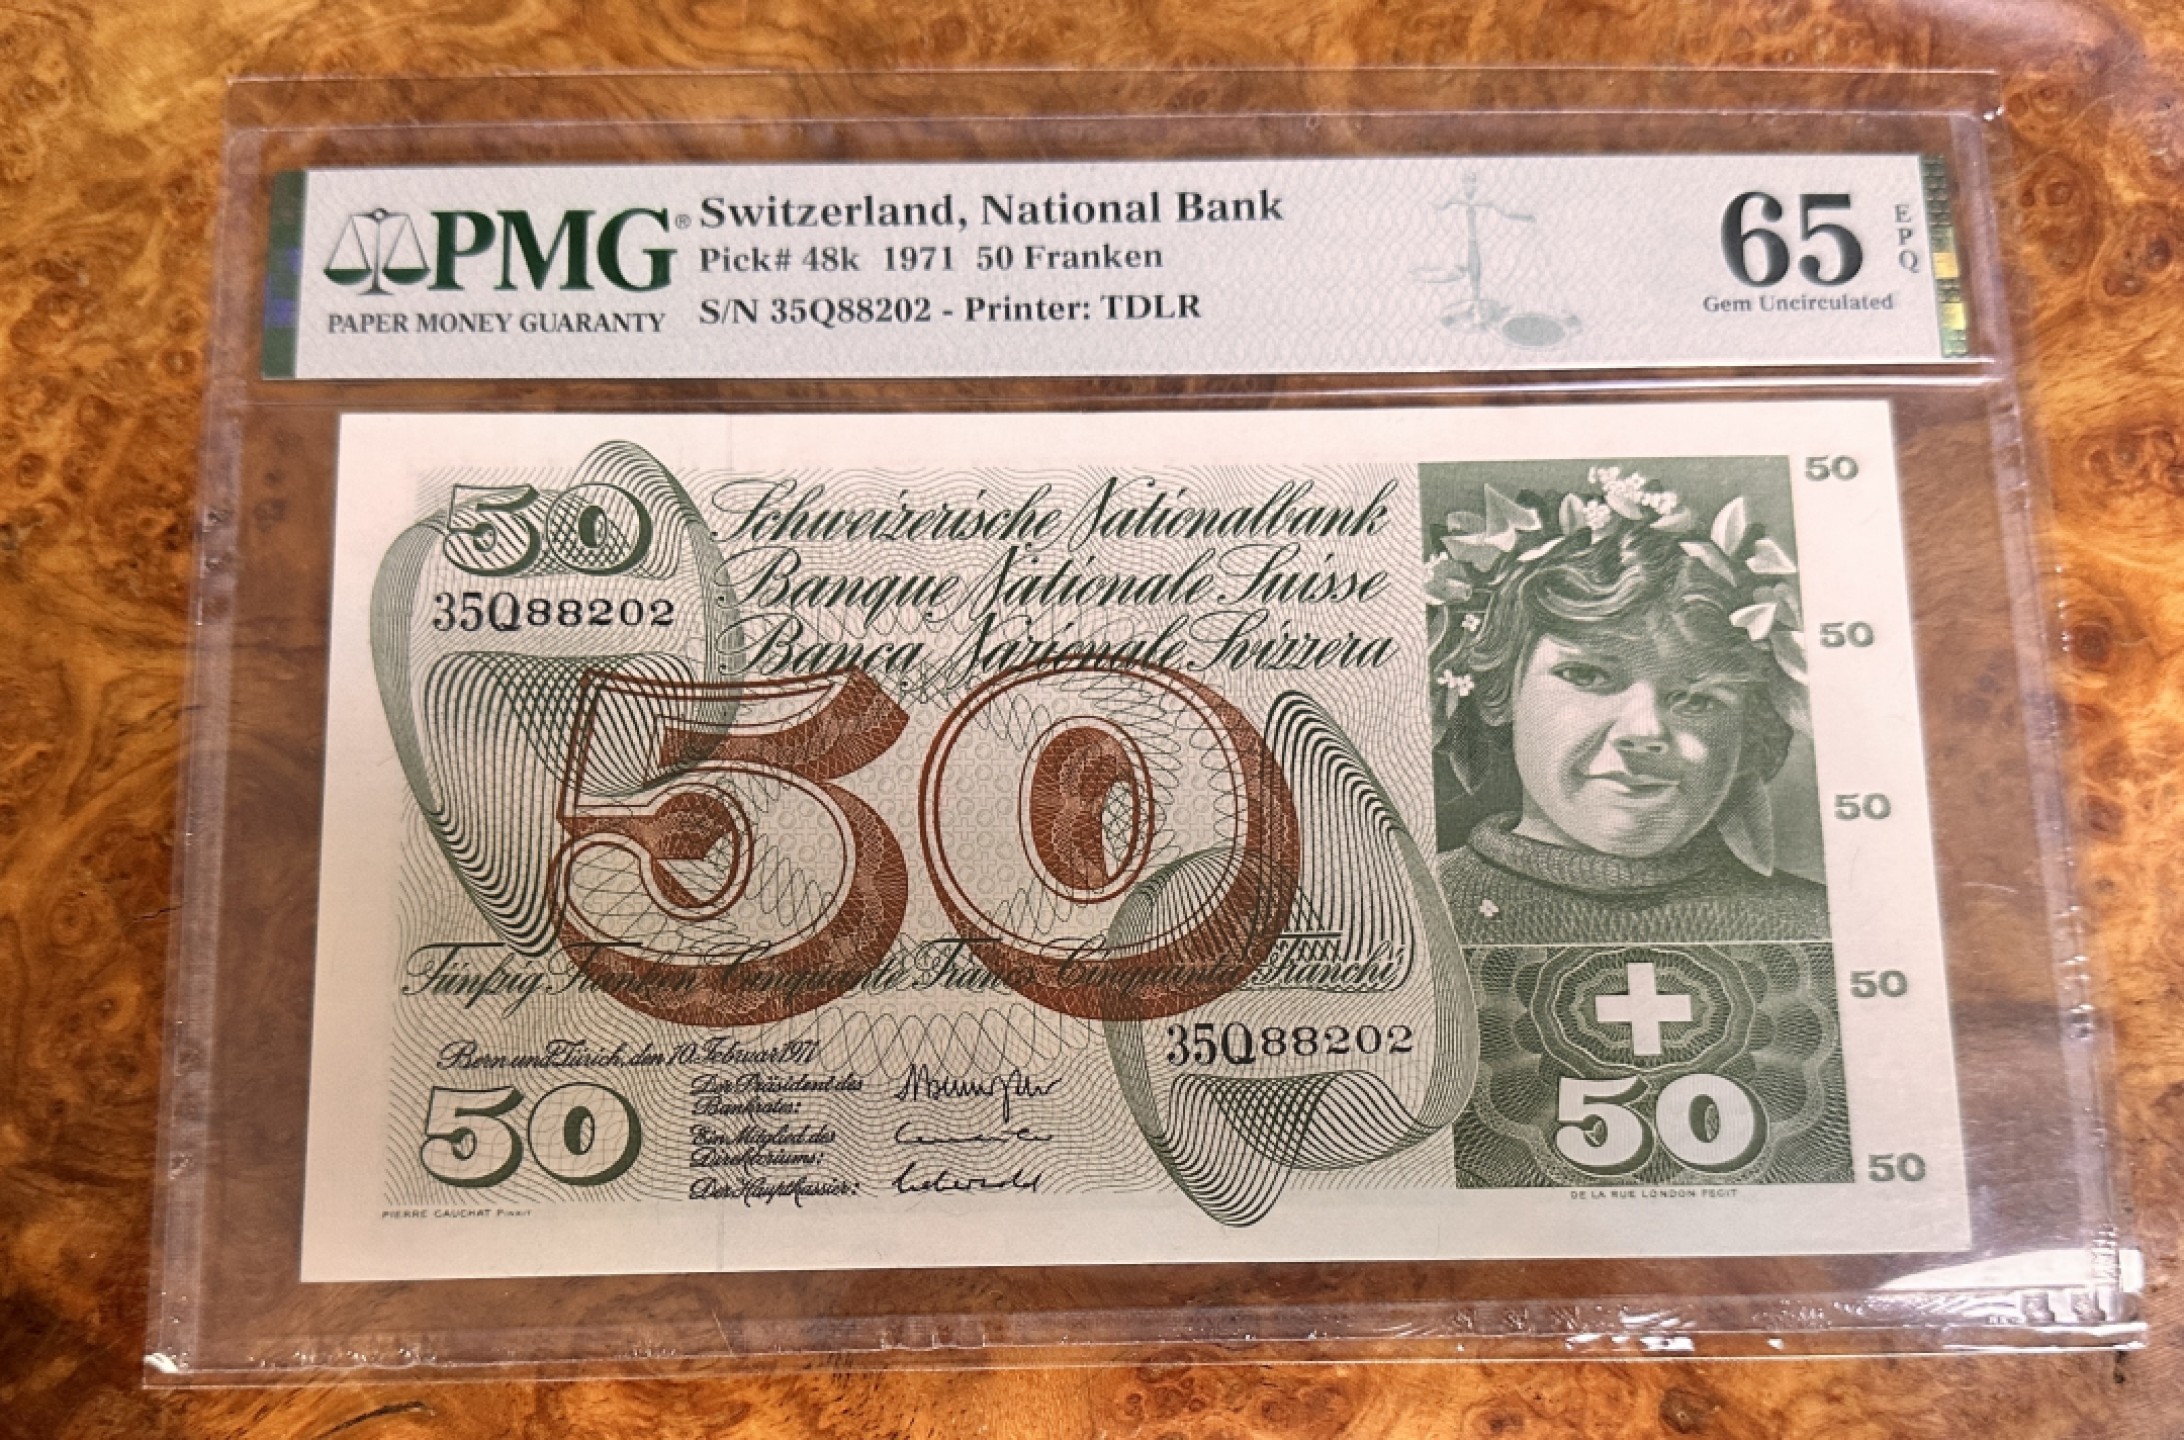 PMG®
PAPER MONEY GUARANTY
Switzerland, National Bank
Pick# 48k 1971 50 Franken
S/N 35Q88202 - Printer: TDLR
65
EPQ
Gem Uncirculated
50
35Q88202
Schweizerische Nationalbank
Banque Nationale Suisse
Banca Nazionale Svizzera
50
Fünfzig Franken Cinquante Francs Cinquanta Franchi
35Q88202
Bern und Zürich, den 10. Februar 1971
Der Präsident des
Bankrates:
Ein Mitglied des
Direktoriums:
Der Hauptkassier:
50
PIERRE GAUCHAT PINXIT
50
50
50
50
50
50
DE LA RUE LONDON FECIT